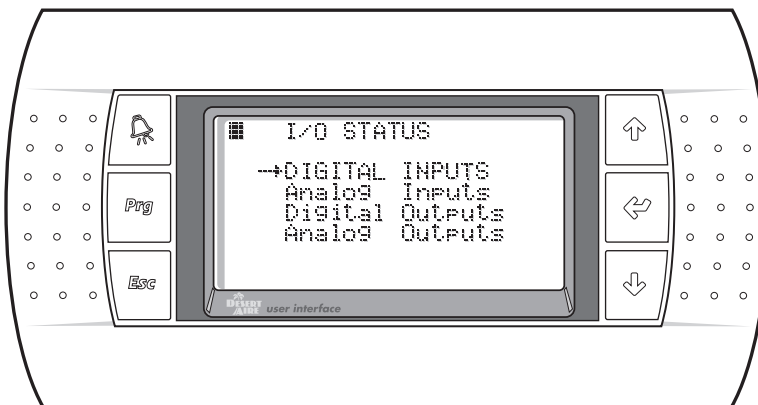 I/O STATUS
DIGITAL INPUTS
Analog Inputs
Digital Outputs
Analog Outputs
Prg
Esc
DESERT
AIRE user interface